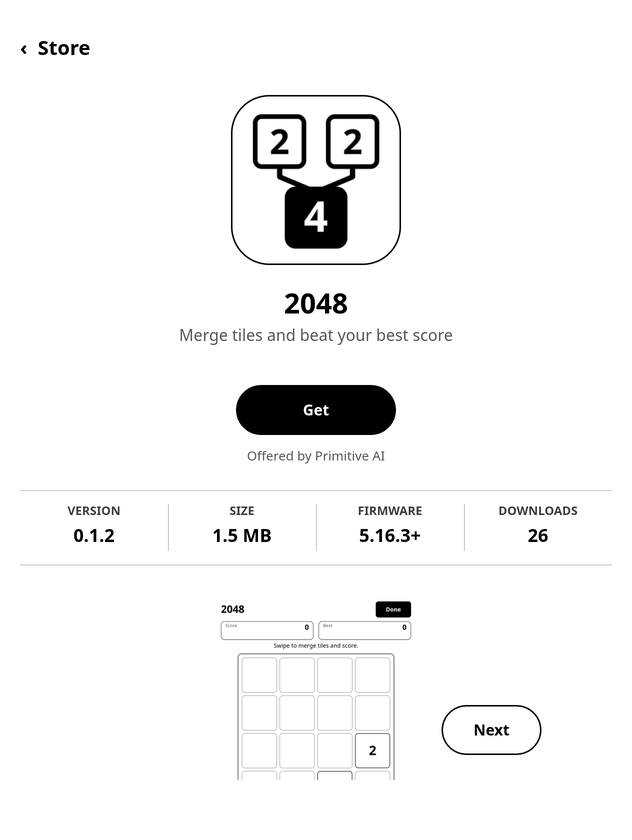 ‹ Store
2 2
4
2048
Merge tiles and beat your best score
Get
Offered by Primitive AI
VERSION SIZE FIRMWARE DOWNLOADS
0.1.2 1.5 MB 5.16.3+ 26
2048 Done
Score 0 Best 0
Swipe to merge tiles and score.
2
Next